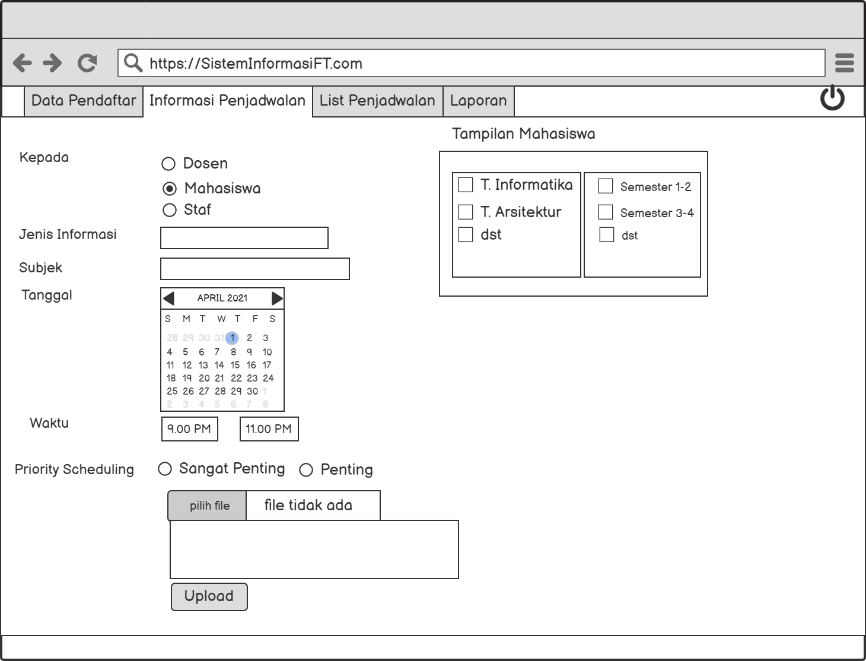 https://SistemInformasiFT.com
Data Pendaftar Informasi Penjadwalan List Penjadwalan Laporan
Kepada
Dosen
Mahasiswa
Staf
Jenis Informasi
Subjek
Tanggal
APRIL 2021
S M T W T F S
28 29 30 31 1 2 3
4 5 6 7 8 9 10
11 12 13 14 15 16 17
18 19 20 21 22 23 24
25 26 27 28 29 30 1
2 3 4 5 6 7 8
Waktu
9.00 PM 11.00 PM
Priority Scheduling
Sangat Penting Penting
pilih file file tidak ada
Upload
Tampilan Mahasiswa
T. Informatika
T. Arsitektur
dst
Semester 1-2
Semester 3-4
dst